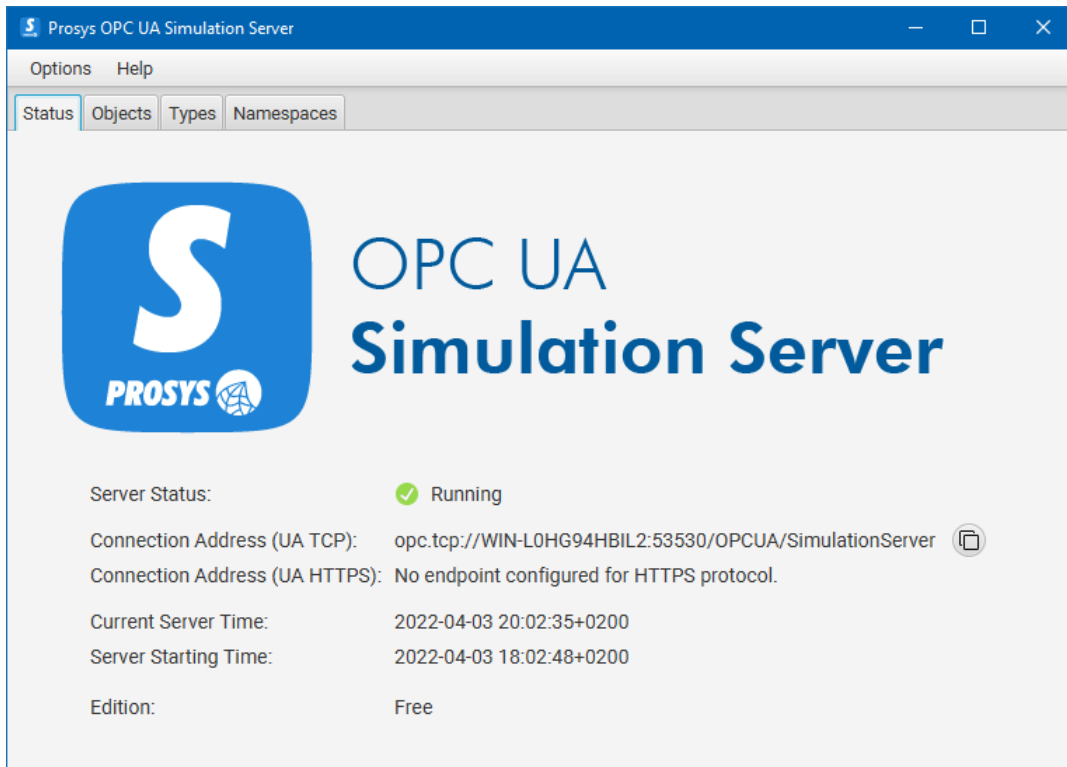 Prosys OPC UA Simulation Server
Options Help
Status Objects Types Namespaces
S
PROSYS
OPC UA
Simulation Server
Server Status: Running
Connection Address (UA TCP): opc.tcp://WIN-L0HG94HBIL2:53530/OPCUA/SimulationServer
Connection Address (UA HTTPS): No endpoint configured for HTTPS protocol.
Current Server Time: 2022-04-03 20:02:35+0200
Server Starting Time: 2022-04-03 18:02:48+0200
Edition: Free